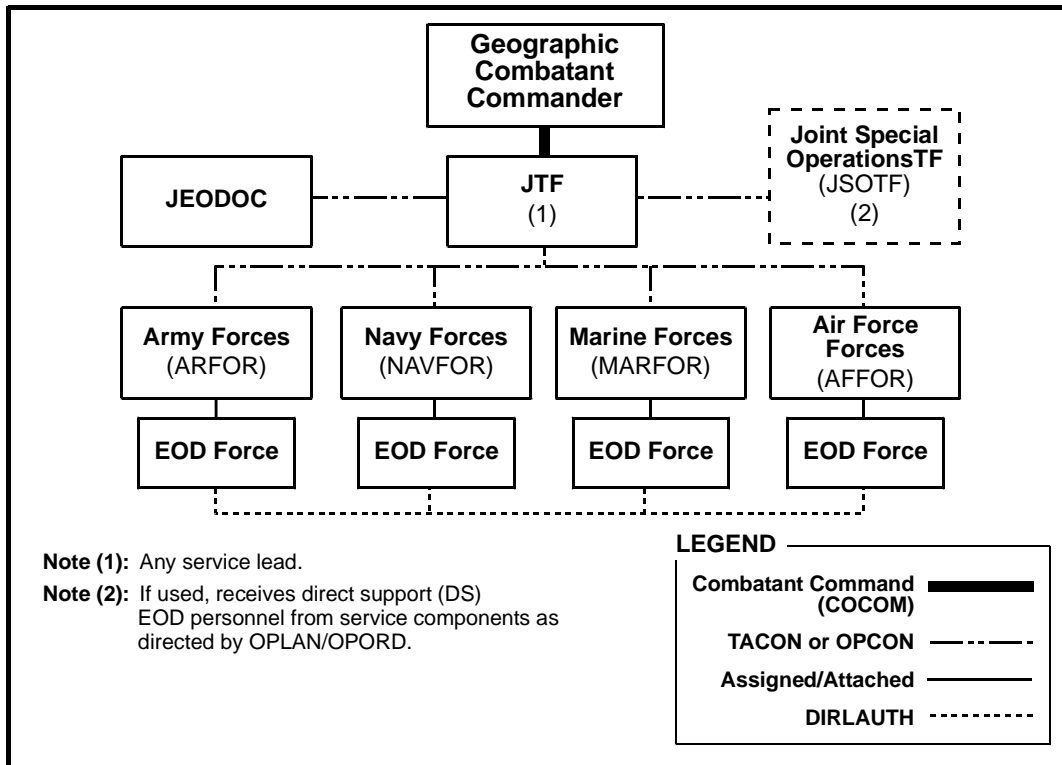 Geographic
Combatant
Commander
Joint Special
OperationsTF
(JSOTF)
(2)
JEODOC
JTF
(1)
Army Forces
(ARFOR)
Navy Forces
(NAVFOR)
Marine Forces
(MARFOR)
Air Force
Forces
(AFFOR)
EOD Force
EOD Force
EOD Force
EOD Force
Note (1): Any service lead.
Note (2): If used, receives direct support (DS)
EOD personnel from service components as
directed by OPLAN/OPORD.
LEGEND
Combatant Command
(COCOM)
TACON or OPCON
Assigned/Attached
DIRLAUTH